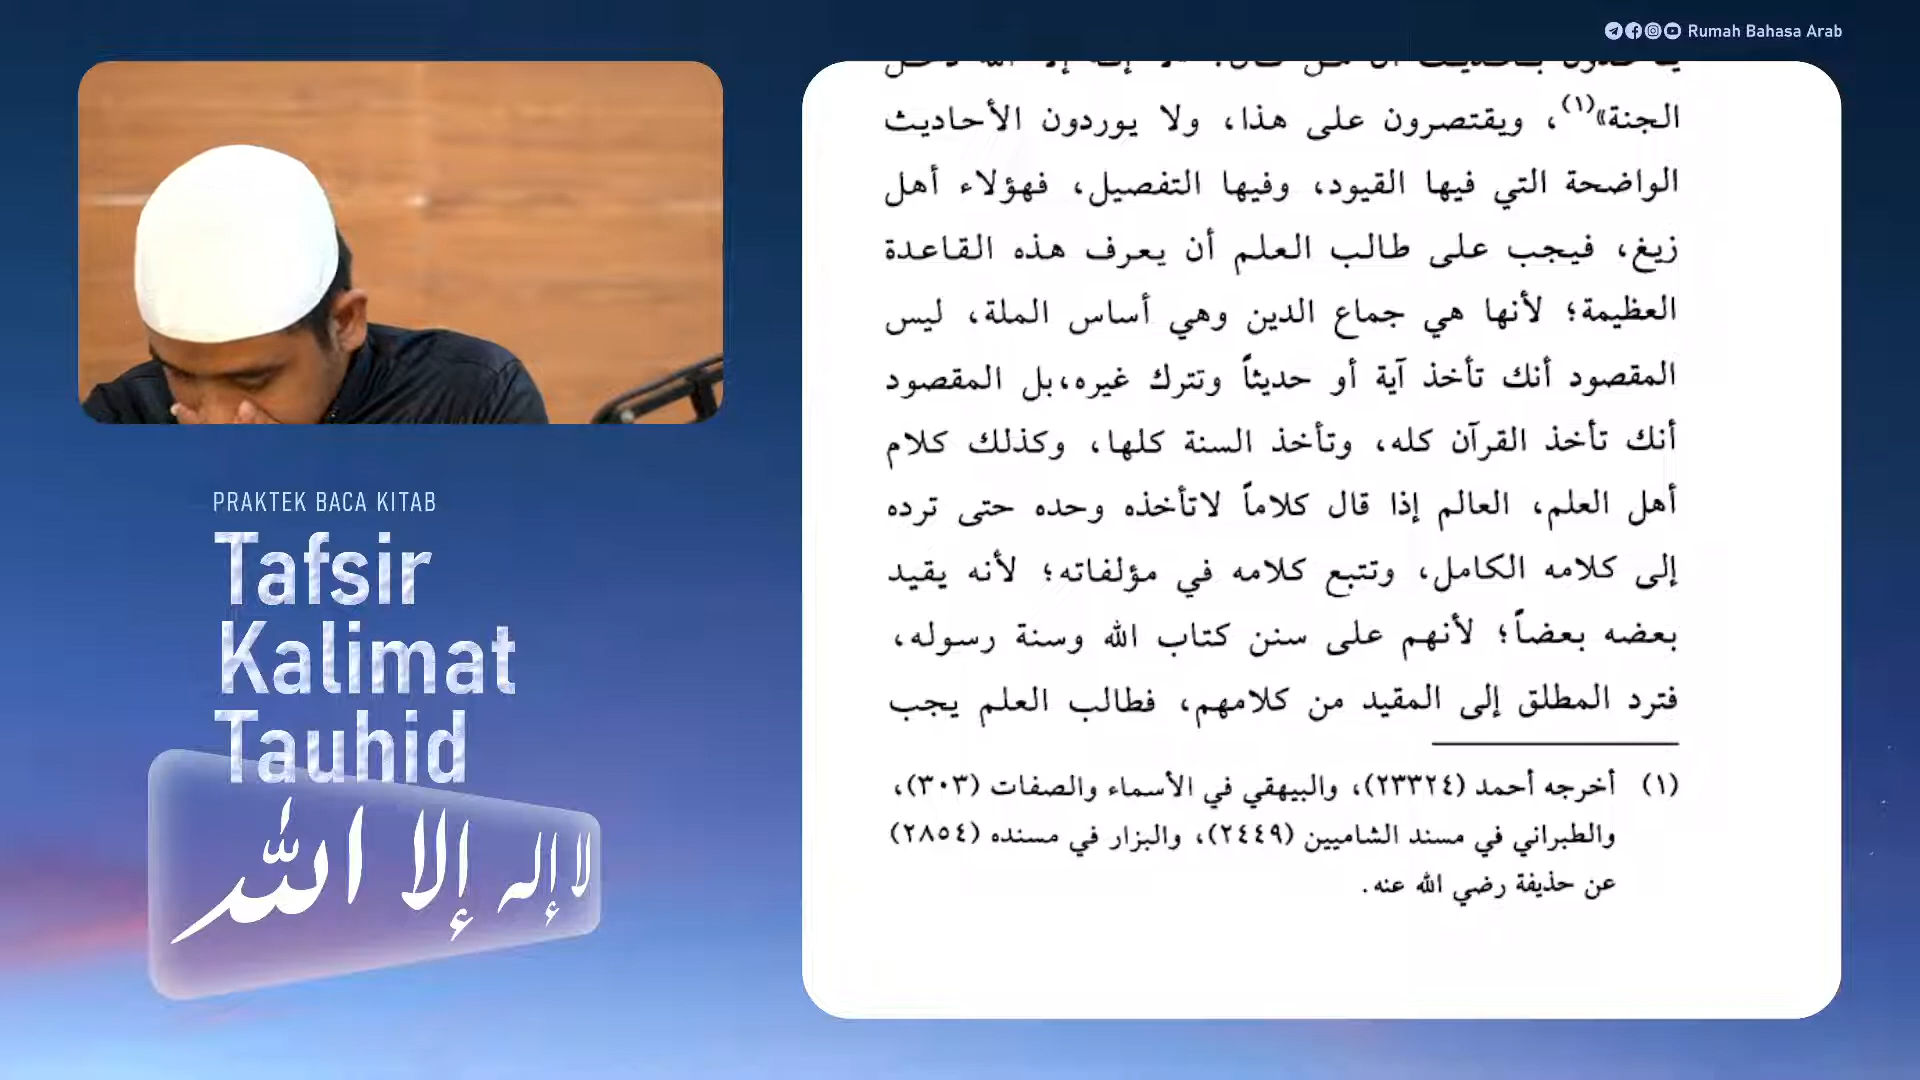 Rumah Bahasa Arab
PRAKTEK BACA KITAB
Tafsir
Kalimat
Tauhid
لا إله إلا الله
الجنة»(١)، ويقتصرون على هذا، ولا يوردون الأحاديث
الواضحة التي فيها القيود، وفيها التفصيل، فهؤلاء أهل
زيغ، فيجب على طالب العلم أن يعرف هذه القاعدة
العظيمة؛ لأنها هي جماع الدين وهي أساس الملة، ليس
المقصود أنك تأخذ آية أو حديثاً وتترك غيره،بل المقصود
أنك تأخذ القرآن كله، وتأخذ السنة كلها، وكذلك كلام
أهل العلم، العالم إذا قال كلاماً لاتأخذه وحده حتى ترده
إلى كلامه الكامل، وتتبع كلامه في مؤلفاته؛ لأنه يقيد
بعضه بعضاً؛ لأنهم على سنن كتاب الله وسنة رسوله،
فترد المطلق إلى المقيد من كلامهم، فطالب العلم يجب
(١) أخرجه أحمد (٢٣٣٢٤)، والبيهقي في الأسماء والصفات (٣٠٣)،
والطبراني في مسند الشاميين (٢٤٤٩)، والبزار في مسنده (٢٨٥٤)
عن حذيفة رضي الله عنه.